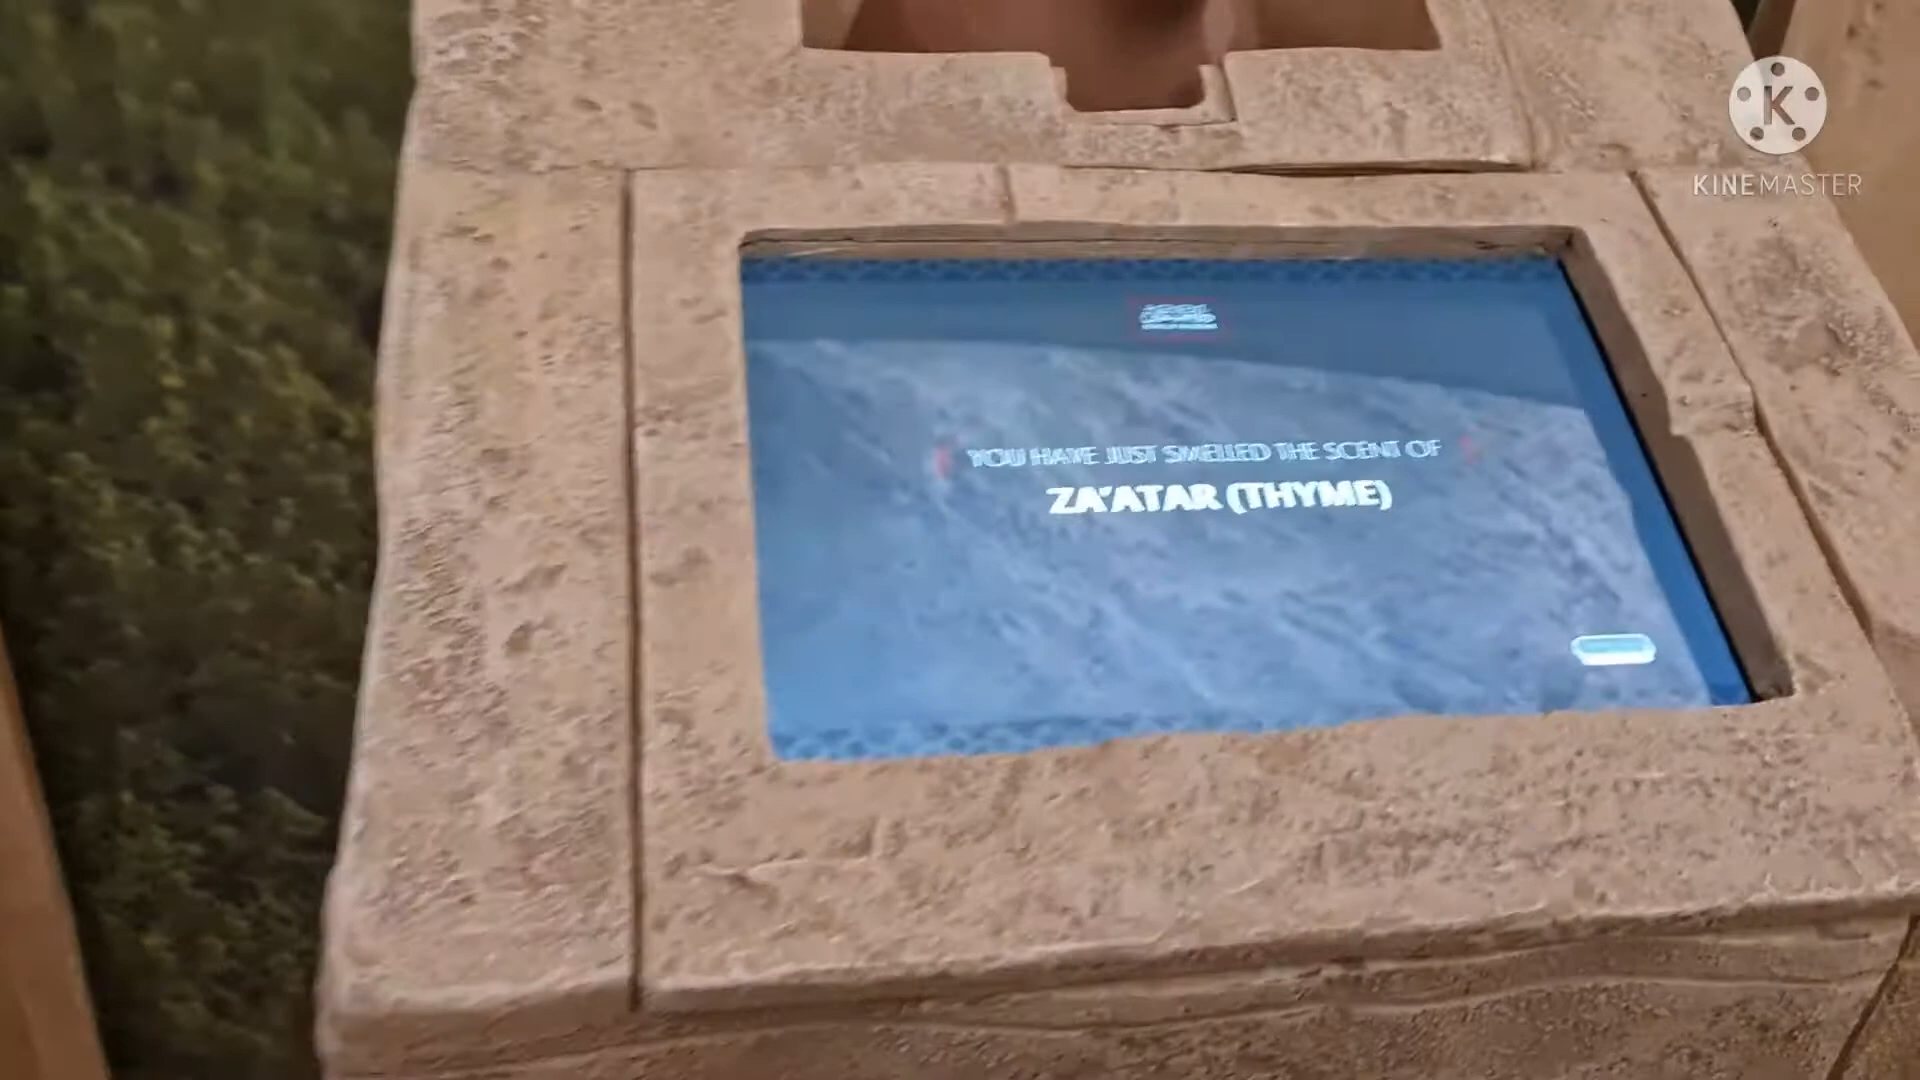 K
KINEMASTER
YOU HAVE JUST SMELLED THE SCENT OF
ZA'ATAR (THYME)